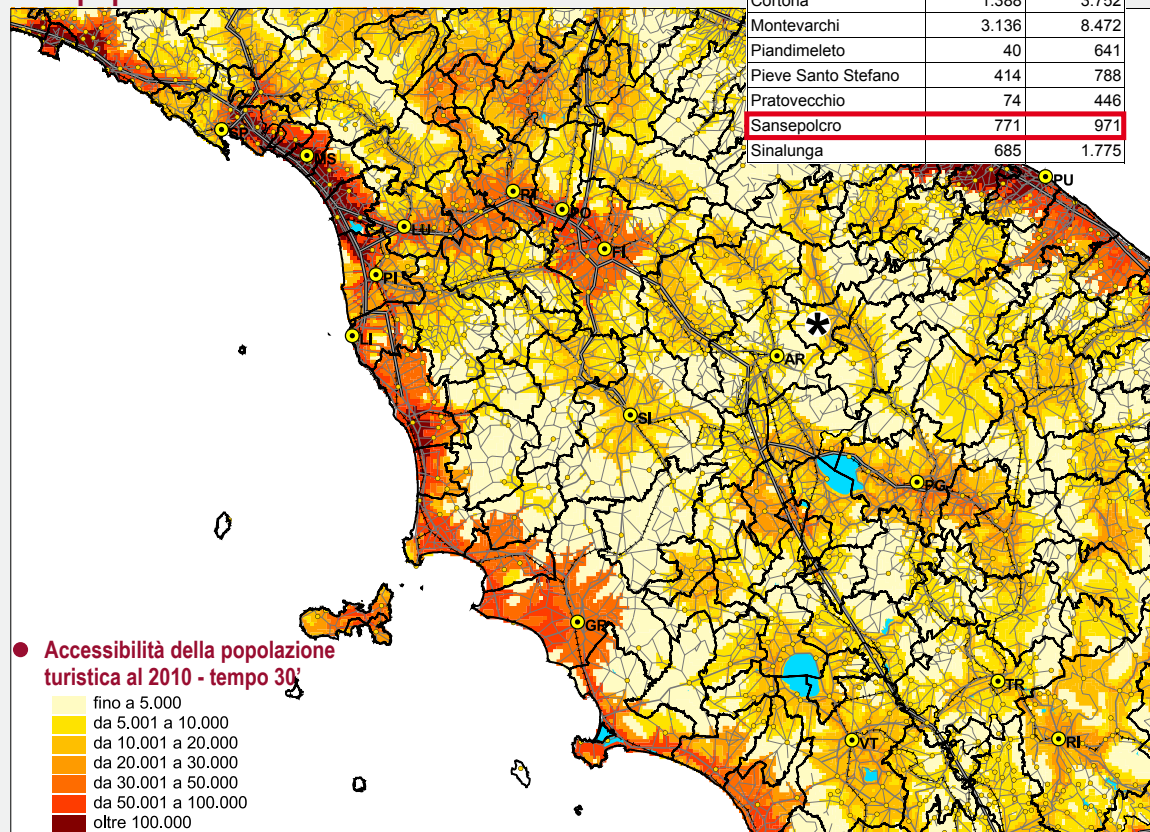 Cortona 1.388 3.752
Montevarchi 3.136 8.472
Piandimeleto 40 641
Pieve Santo Stefano 414 788
Pratovecchio 74 446
Sansepolcro 771 971
Sinalunga 685 1.775
SP
MS
PU
PT
PO
LU
FI
PI
LI
*
AR
SI
PG
GR
TR
VT
RI
● Accessibilità della popolazione
turistica al 2010 - tempo 30'
fino a 5.000
da 5.001 a 10.000
da 10.001 a 20.000
da 20.001 a 30.000
da 30.001 a 50.000
da 50.001 a 100.000
oltre 100.000